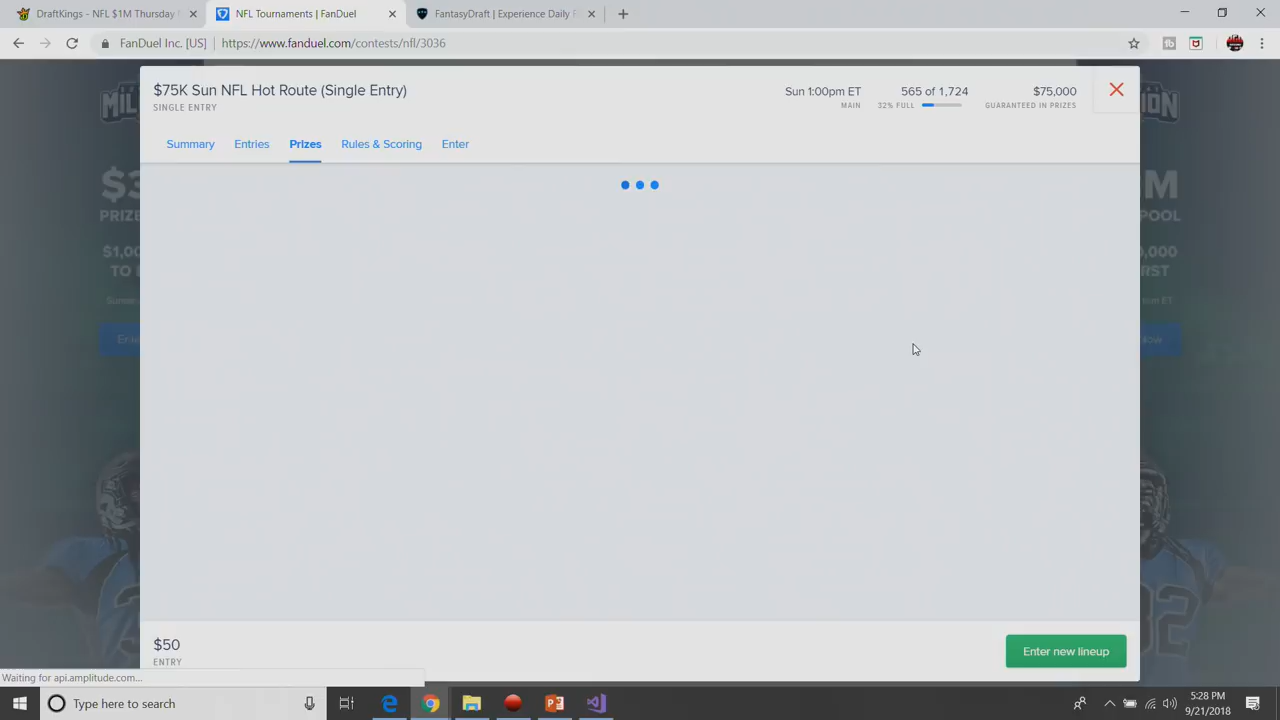 DraftKings - NFL $1M Thursday
NFL Tournaments | FanDuel
FantasyDraft | Experience Daily
FanDuel Inc. [US]
https://www.fanduel.com/contests/nfl/3036
$75K Sun NFL Hot Route (Single Entry)
SINGLE ENTRY
Sun 1:00pm ET
MAIN
565 of 1,724
32% FULL
$75,000
GUARANTEED IN PRIZES
Summary
Entries
Prizes
Rules & Scoring
Enter
$50
ENTRY
Enter new lineup
Waiting for api.amplitude.com...
Type here to search
5:28 PM
9/21/2018